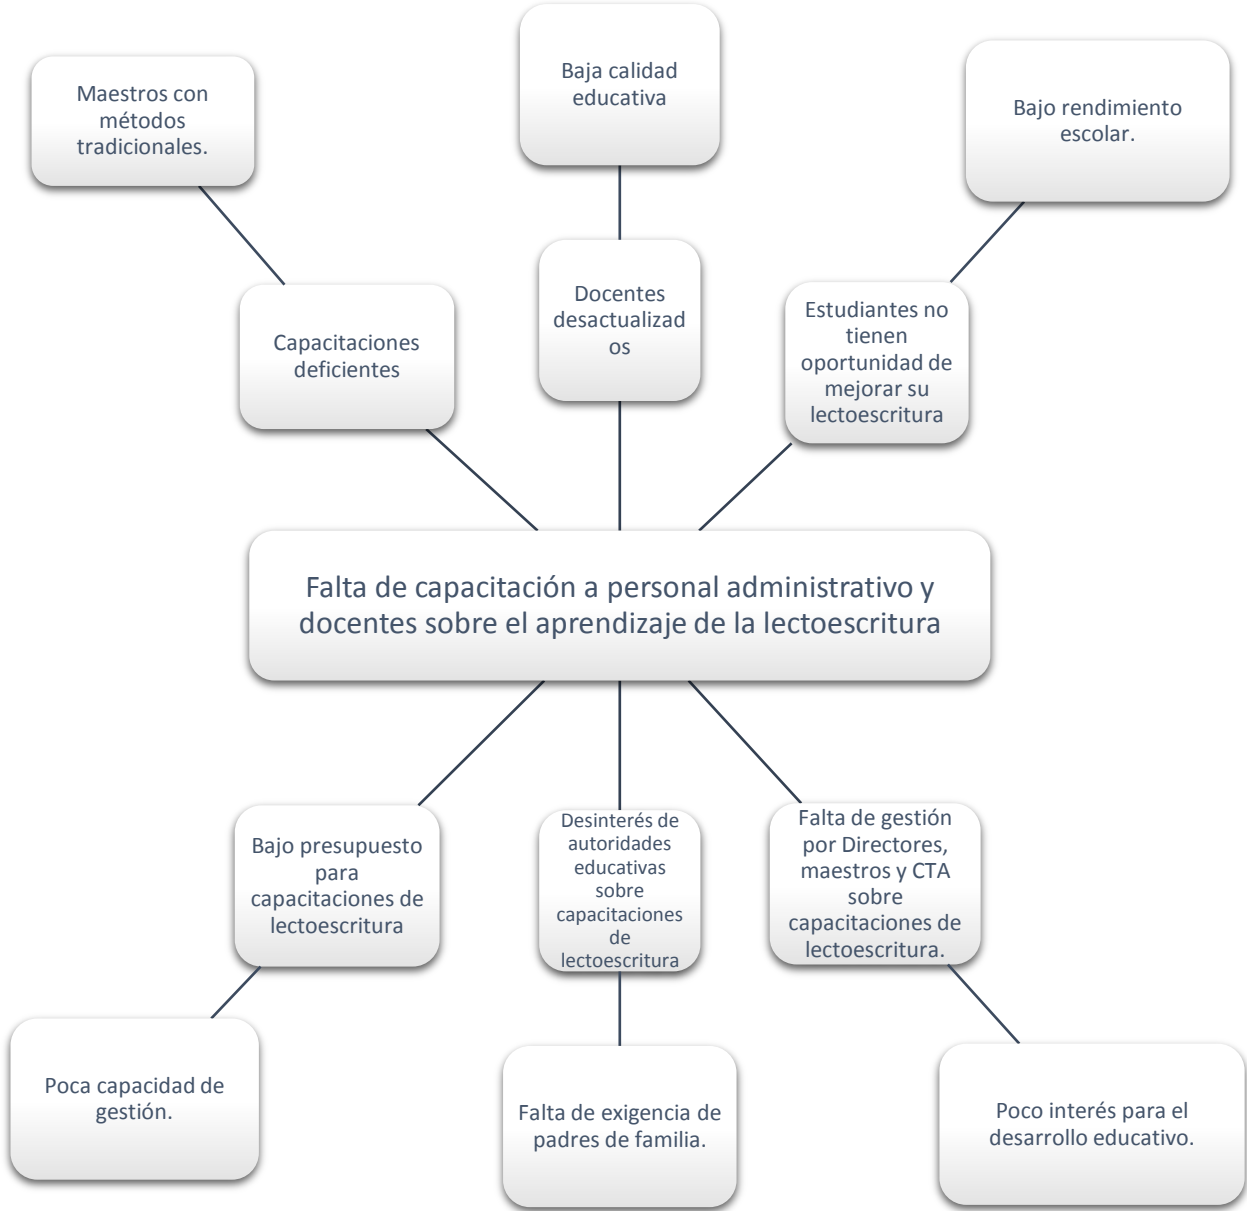 Baja calidad
educativa
Maestros con
métodos
tradicionales.
Bajo rendimiento
escolar.
Capacitaciones
deficientes
Docentes
desactualizad
os
Estudiantes no
tienen
oportunidad de
mejorar su
lectoescritura
Falta de capacitación a personal administrativo y
docentes sobre el aprendizaje de la lectoescritura
Bajo presupuesto
para
capacitaciones de
lectoescritura
Desinterés de
autoridades
educativas
sobre
capacitaciones
de
lectoescritura
Falta de gestión
por Directores,
maestros y CTA
sobre
capacitaciones de
lectoescritura.
Poca capacidad de
gestión.
Falta de exigencia de
padres de familia.
Poco interés para el
desarrollo educativo.